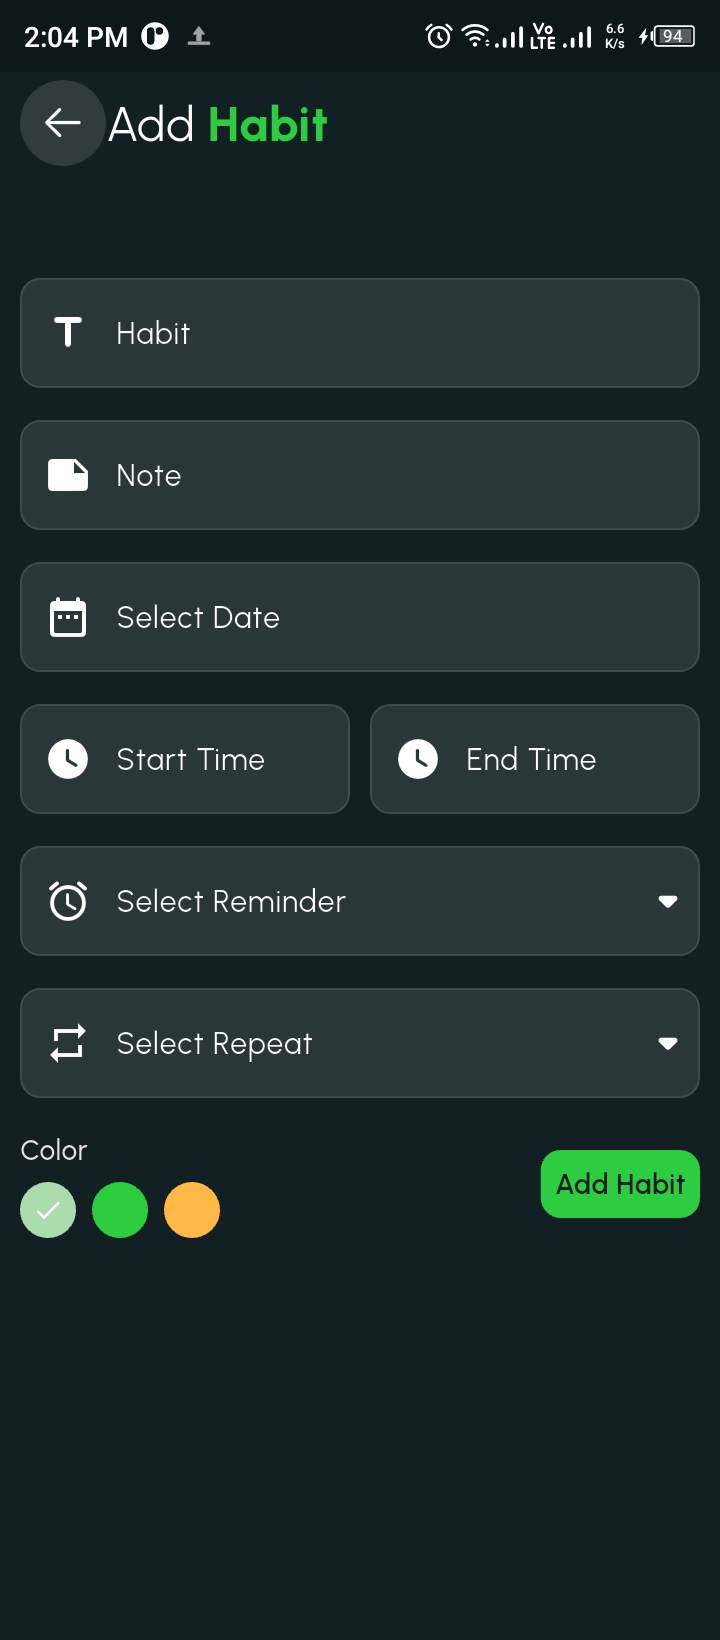 2:04 PM Vo LTE 6.6 K/s 94
Add Habit
Habit
Note
Select Date
Start Time End Time
Select Reminder
Select Repeat
Color
Add Habit